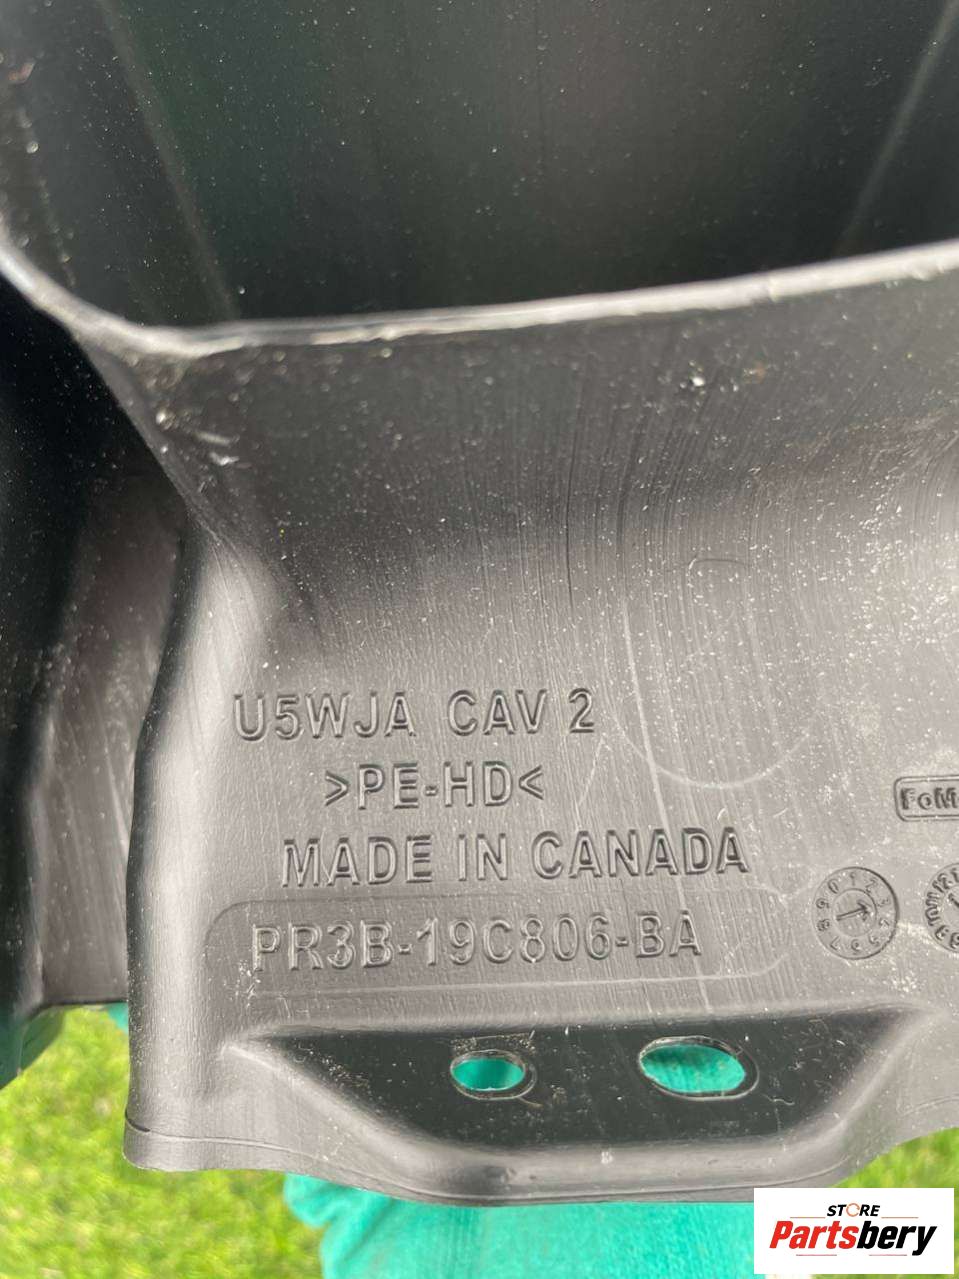 U5WJA CAV 2
>PE-HD<
MADE IN CANADA
FoM
PR3B-19C806-BA
STORE
Partsbery